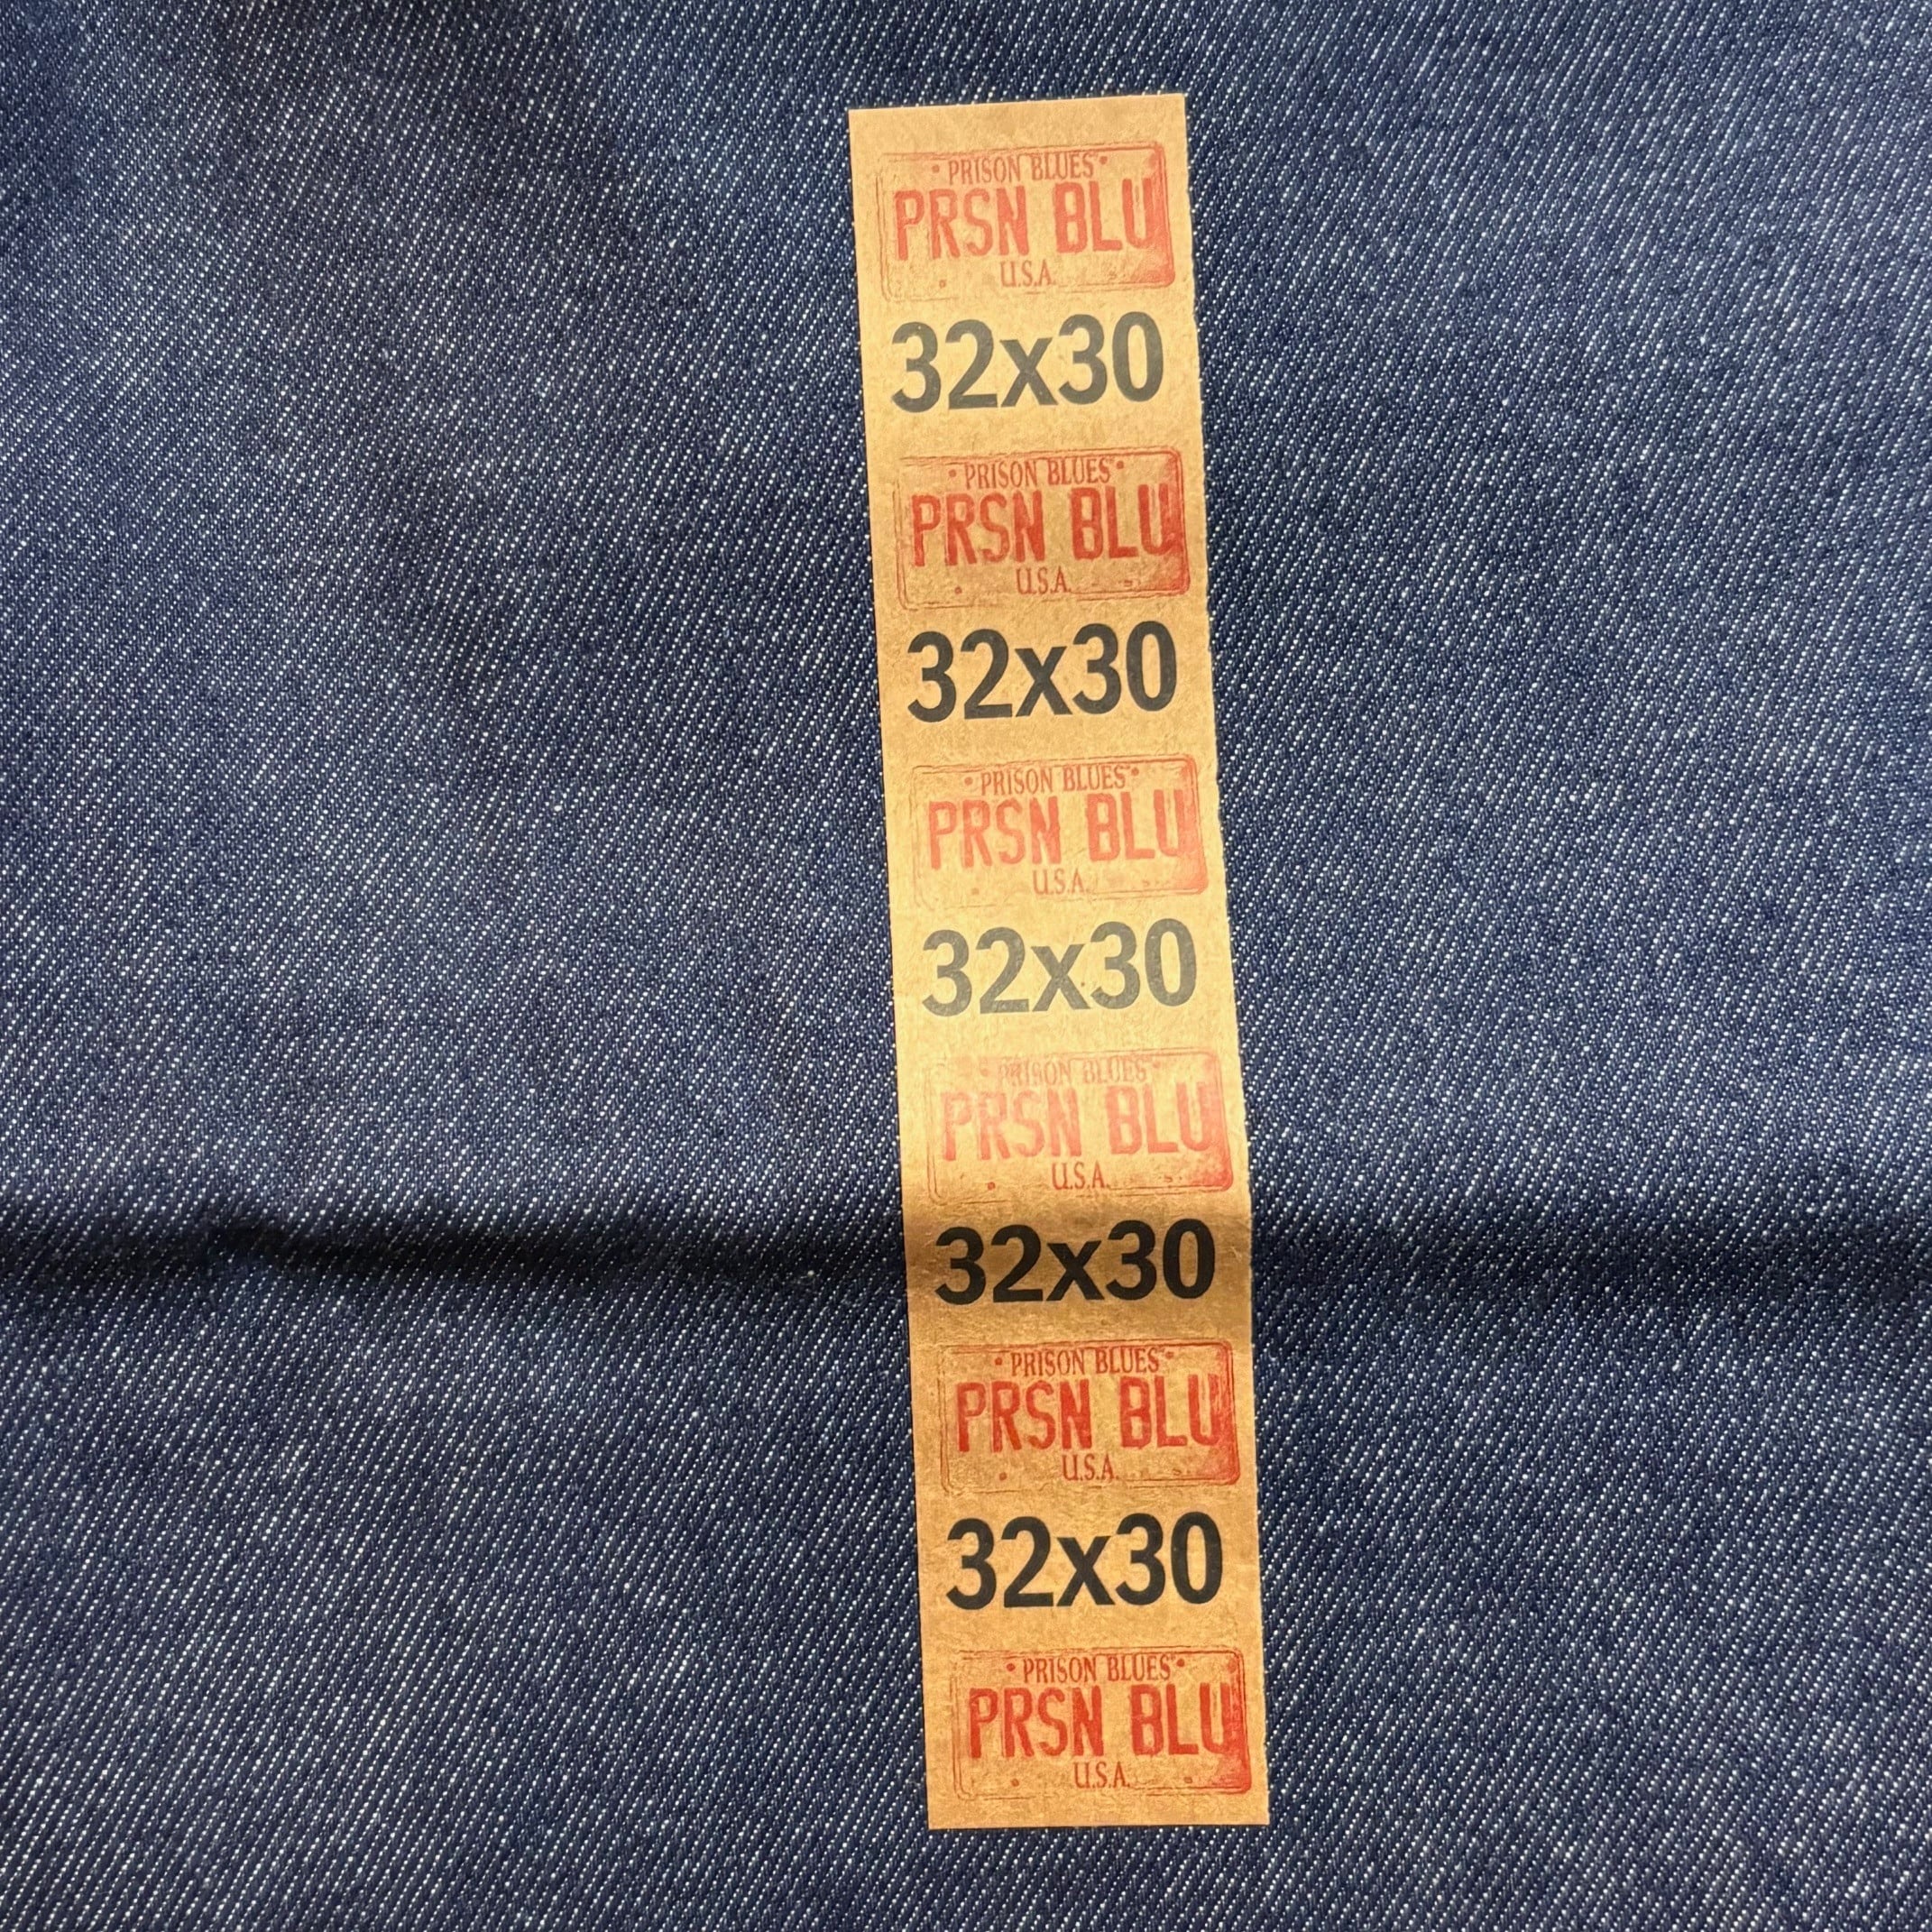 • PRISON BLUES •
PRSN BLU
U.S.A.
32x30
• PRISON BLUES •
PRSN BLU
U.S.A.
32x30
• PRISON BLUES •
PRSN BLU
U.S.A.
32x30
• PRISON BLUES •
PRSN BLU
U.S.A.
32x30
• PRISON BLUES •
PRSN BLU
U.S.A.
32x30
• PRISON BLUES •
PRSN BLU
U.S.A.